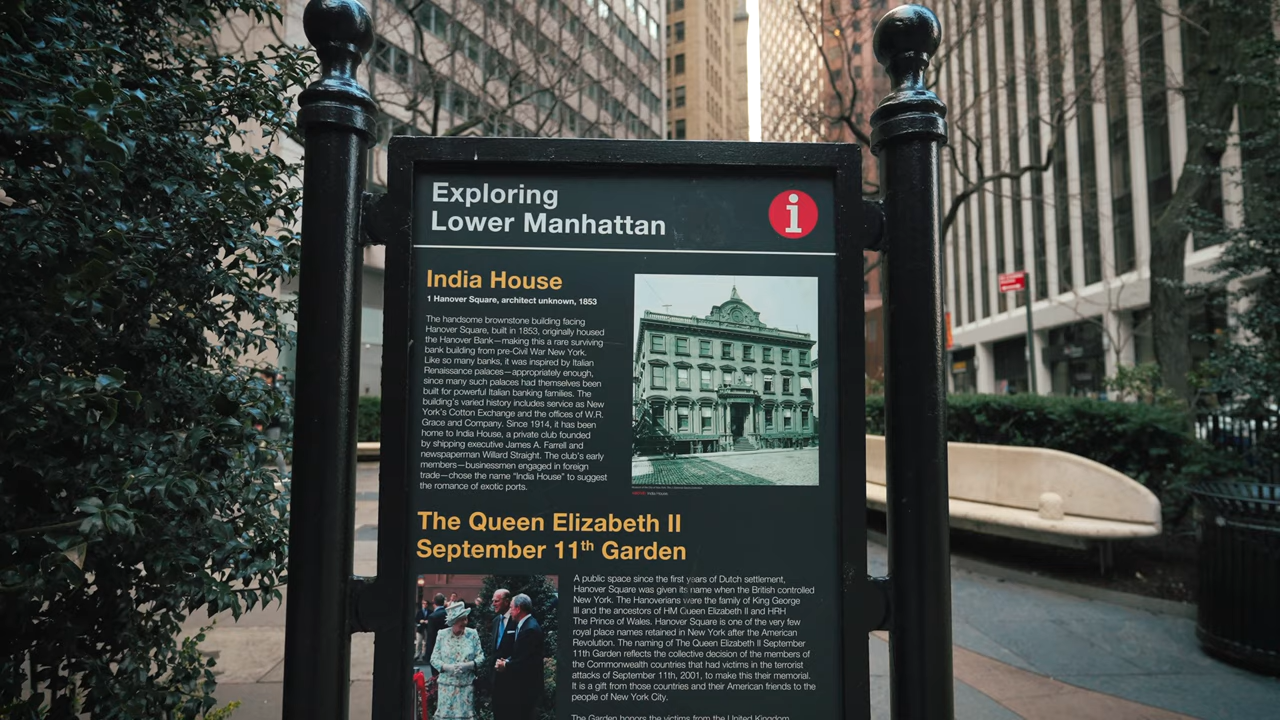 Exploring
Lower Manhattan
i
India House
1 Hanover Square, architect unknown, 1853
The handsome brownstone building facing
Hanover Square, built in 1853, originally housed
the Hanover Bank—making this a rare surviving
bank building from pre-Civil War New York.
Like so many banks, it was inspired by Italian
Renaissance palaces—appropriately enough,
since many such palaces had themselves been
built for powerful Italian banking families. The
building's varied history includes service as New
York's Cotton Exchange and the offices of W.R.
Grace and Company. Since 1914, it has been
home to India House, a private club founded
by shipping executive James A. Farrell and
newspaperman Willard Straight. The club's early
members—businessmen engaged in foreign
trade—chose the name "India House" to suggest
the romance of exotic ports.
India House
The Queen Elizabeth II
September 11th Garden
A public space since the first years of Dutch settlement,
Hanover Square was given its name when the British controlled
New York. The Hanoverians were the family of King George
III and the ancestors of HM Queen Elizabeth II and HRH
The Prince of Wales. Hanover Square is one of the very few
royal place names retained in New York after the American
Revolution. The naming of The Queen Elizabeth II September
11th Garden reflects the collective decision of the members of
the Commonwealth countries that had victims in the terrorist
attacks of September 11th, 2001, to make this their memorial.
It is a gift from those countries and their American friends to the
people of New York City.
The Garden honors the victims from the United Kingdom